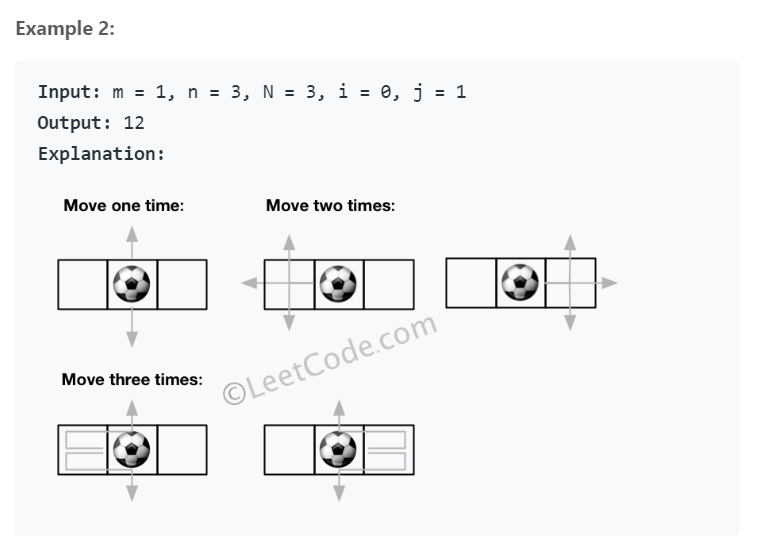 Example 2:
Input: m = 1, n = 3, N = 3, i = 0, j = 1
Output: 12
Explanation:
Move one time: Move two times:
©LeetCode.com
Move three times: